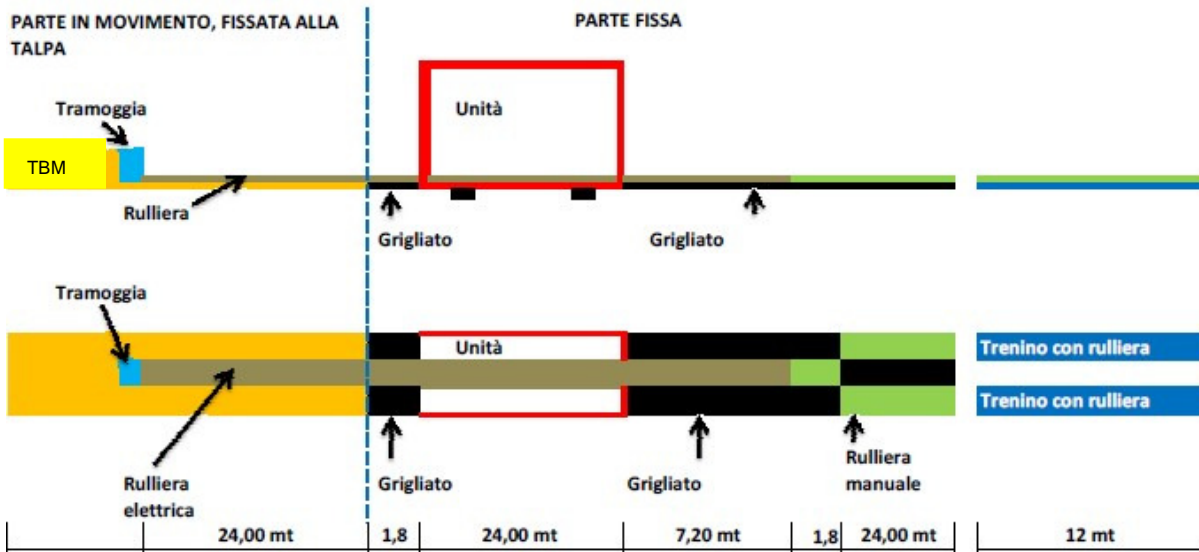 PARTE IN MOVIMENTO, FISSATA ALLA
TALPA
PARTE FISSA
Tramoggia
Unità
TBM
Rulliera
Grigliato
Grigliato
Tramoggia
Unità
Trenino con rulliera
Trenino con rulliera
Rulliera
elettrica
Grigliato
Grigliato
Rulliera
manuale
24,00 mt
1,8
24,00 mt
7,20 mt
1,8
24,00 mt
12 mt